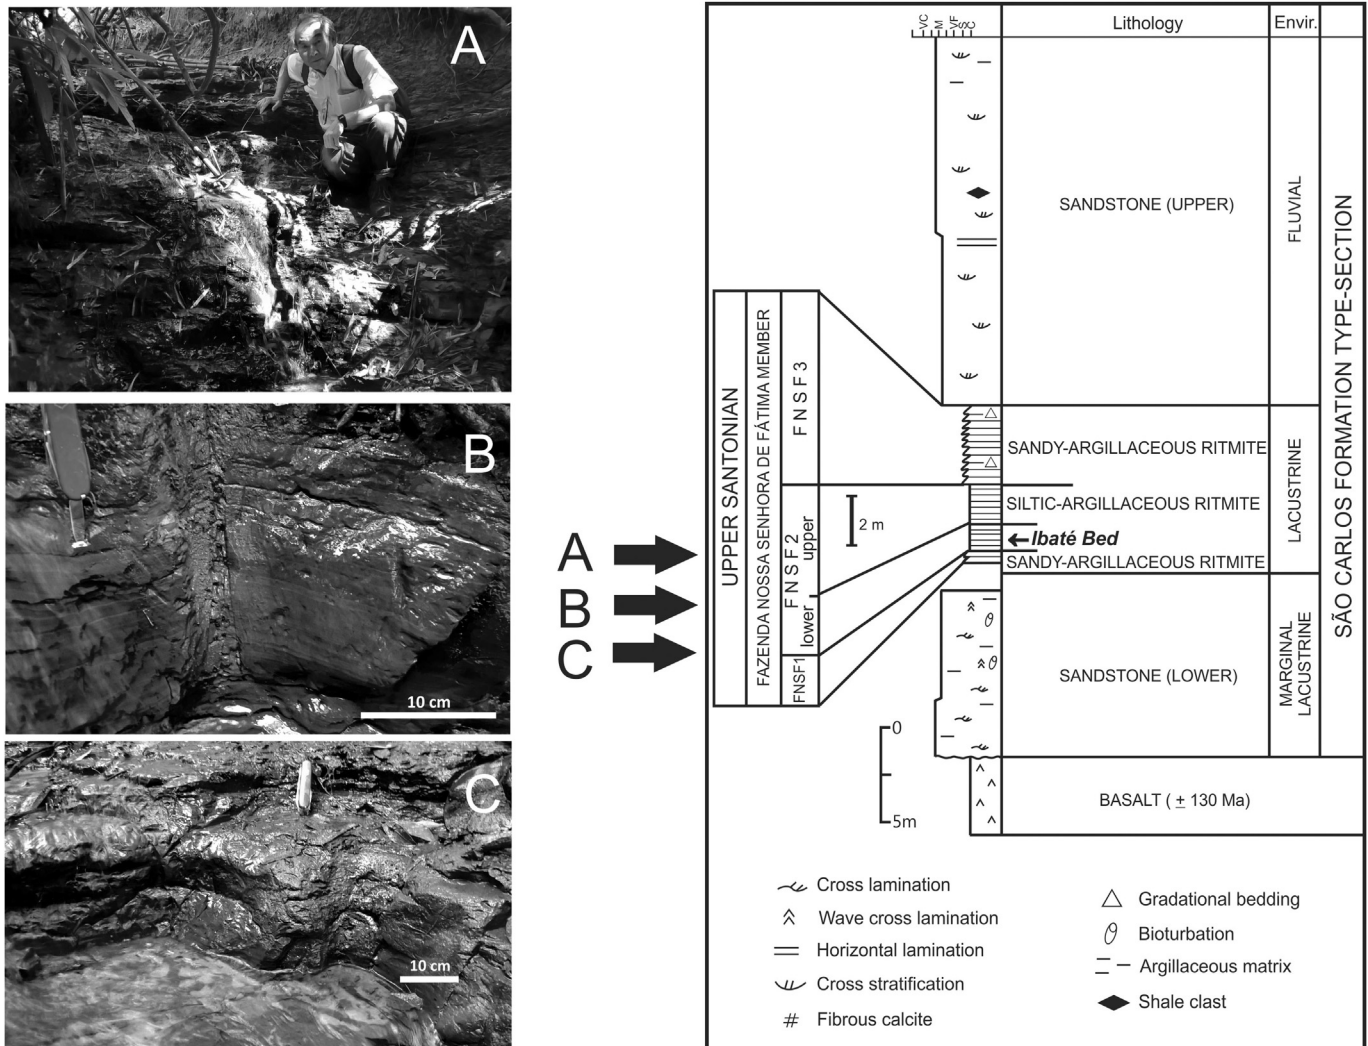 A
B
10 cm
C
10 cm
A
B
C
VC
M
VF
S
C
Lithology
Envir.
SANDSTONE (UPPER)
FLUVIAL
SÃO CARLOS FORMATION TYPE-SECTION
UPPER SANTONIAN
FAZENDA NOSSA SENHORA DE FÁTIMA MEMBER
F N S F 3
F N S F 2
upper
lower
FNSF1
2 m
SANDY-ARGILLACEOUS RITMITE
SILTIC-ARGILLACEOUS RITMITE
Ibaté Bed
SANDY-ARGILLACEOUS RITMITE
LACUSTRINE
SANDSTONE (LOWER)
MARGINAL
LACUSTRINE
0
5m
BASALT ( ± 130 Ma)
Cross lamination
Wave cross lamination
Horizontal lamination
Cross stratification
# Fibrous calcite
Gradational bedding
Bioturbation
Argillaceous matrix
Shale clast